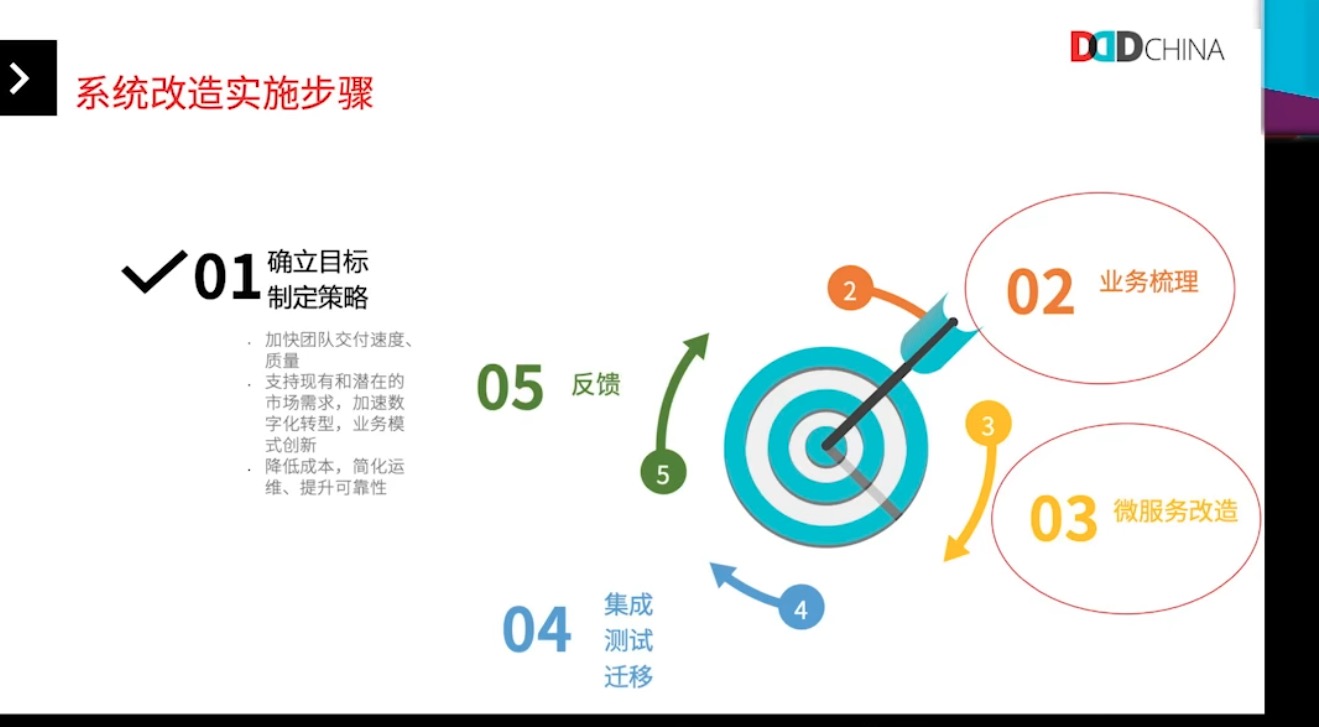 DDDCHINA
系统改造实施步骤
01
确立目标
制定策略
· 加快团队交付速度、
质量
· 支持现有和潜在的
市场需求，加速数
字化转型，业务模
式创新
· 降低成本，简化运
维、提升可靠性
2
02 业务梳理
3
03 微服务改造
4
04
集成
测试
迁移
5
05 反馈